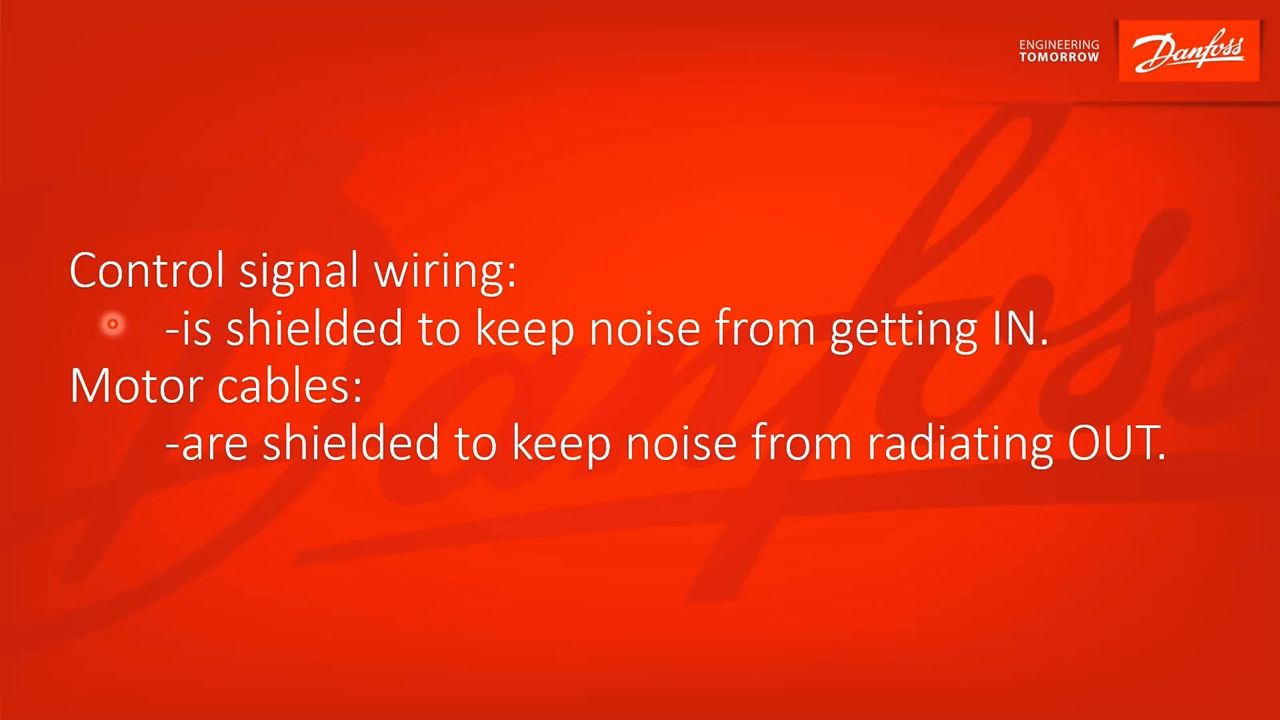 ENGINEERING
TOMORROW
Danfoss
Control signal wiring:
-is shielded to keep noise from getting IN.
Motor cables:
-are shielded to keep noise from radiating OUT.